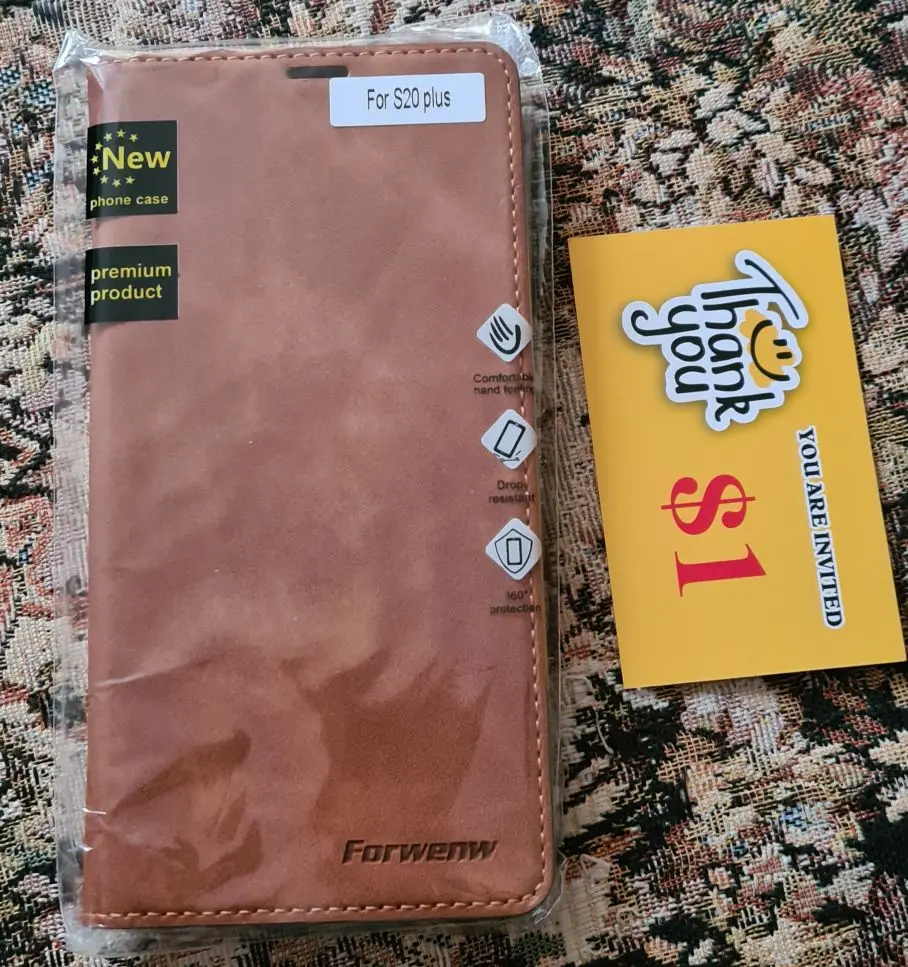 For S20 plus
New
phone case
premium
product
Comfortable
hand feeling
Drop
resistant
360°
protection
Forwenw
Thank
you
YOU ARE INVITED
$1